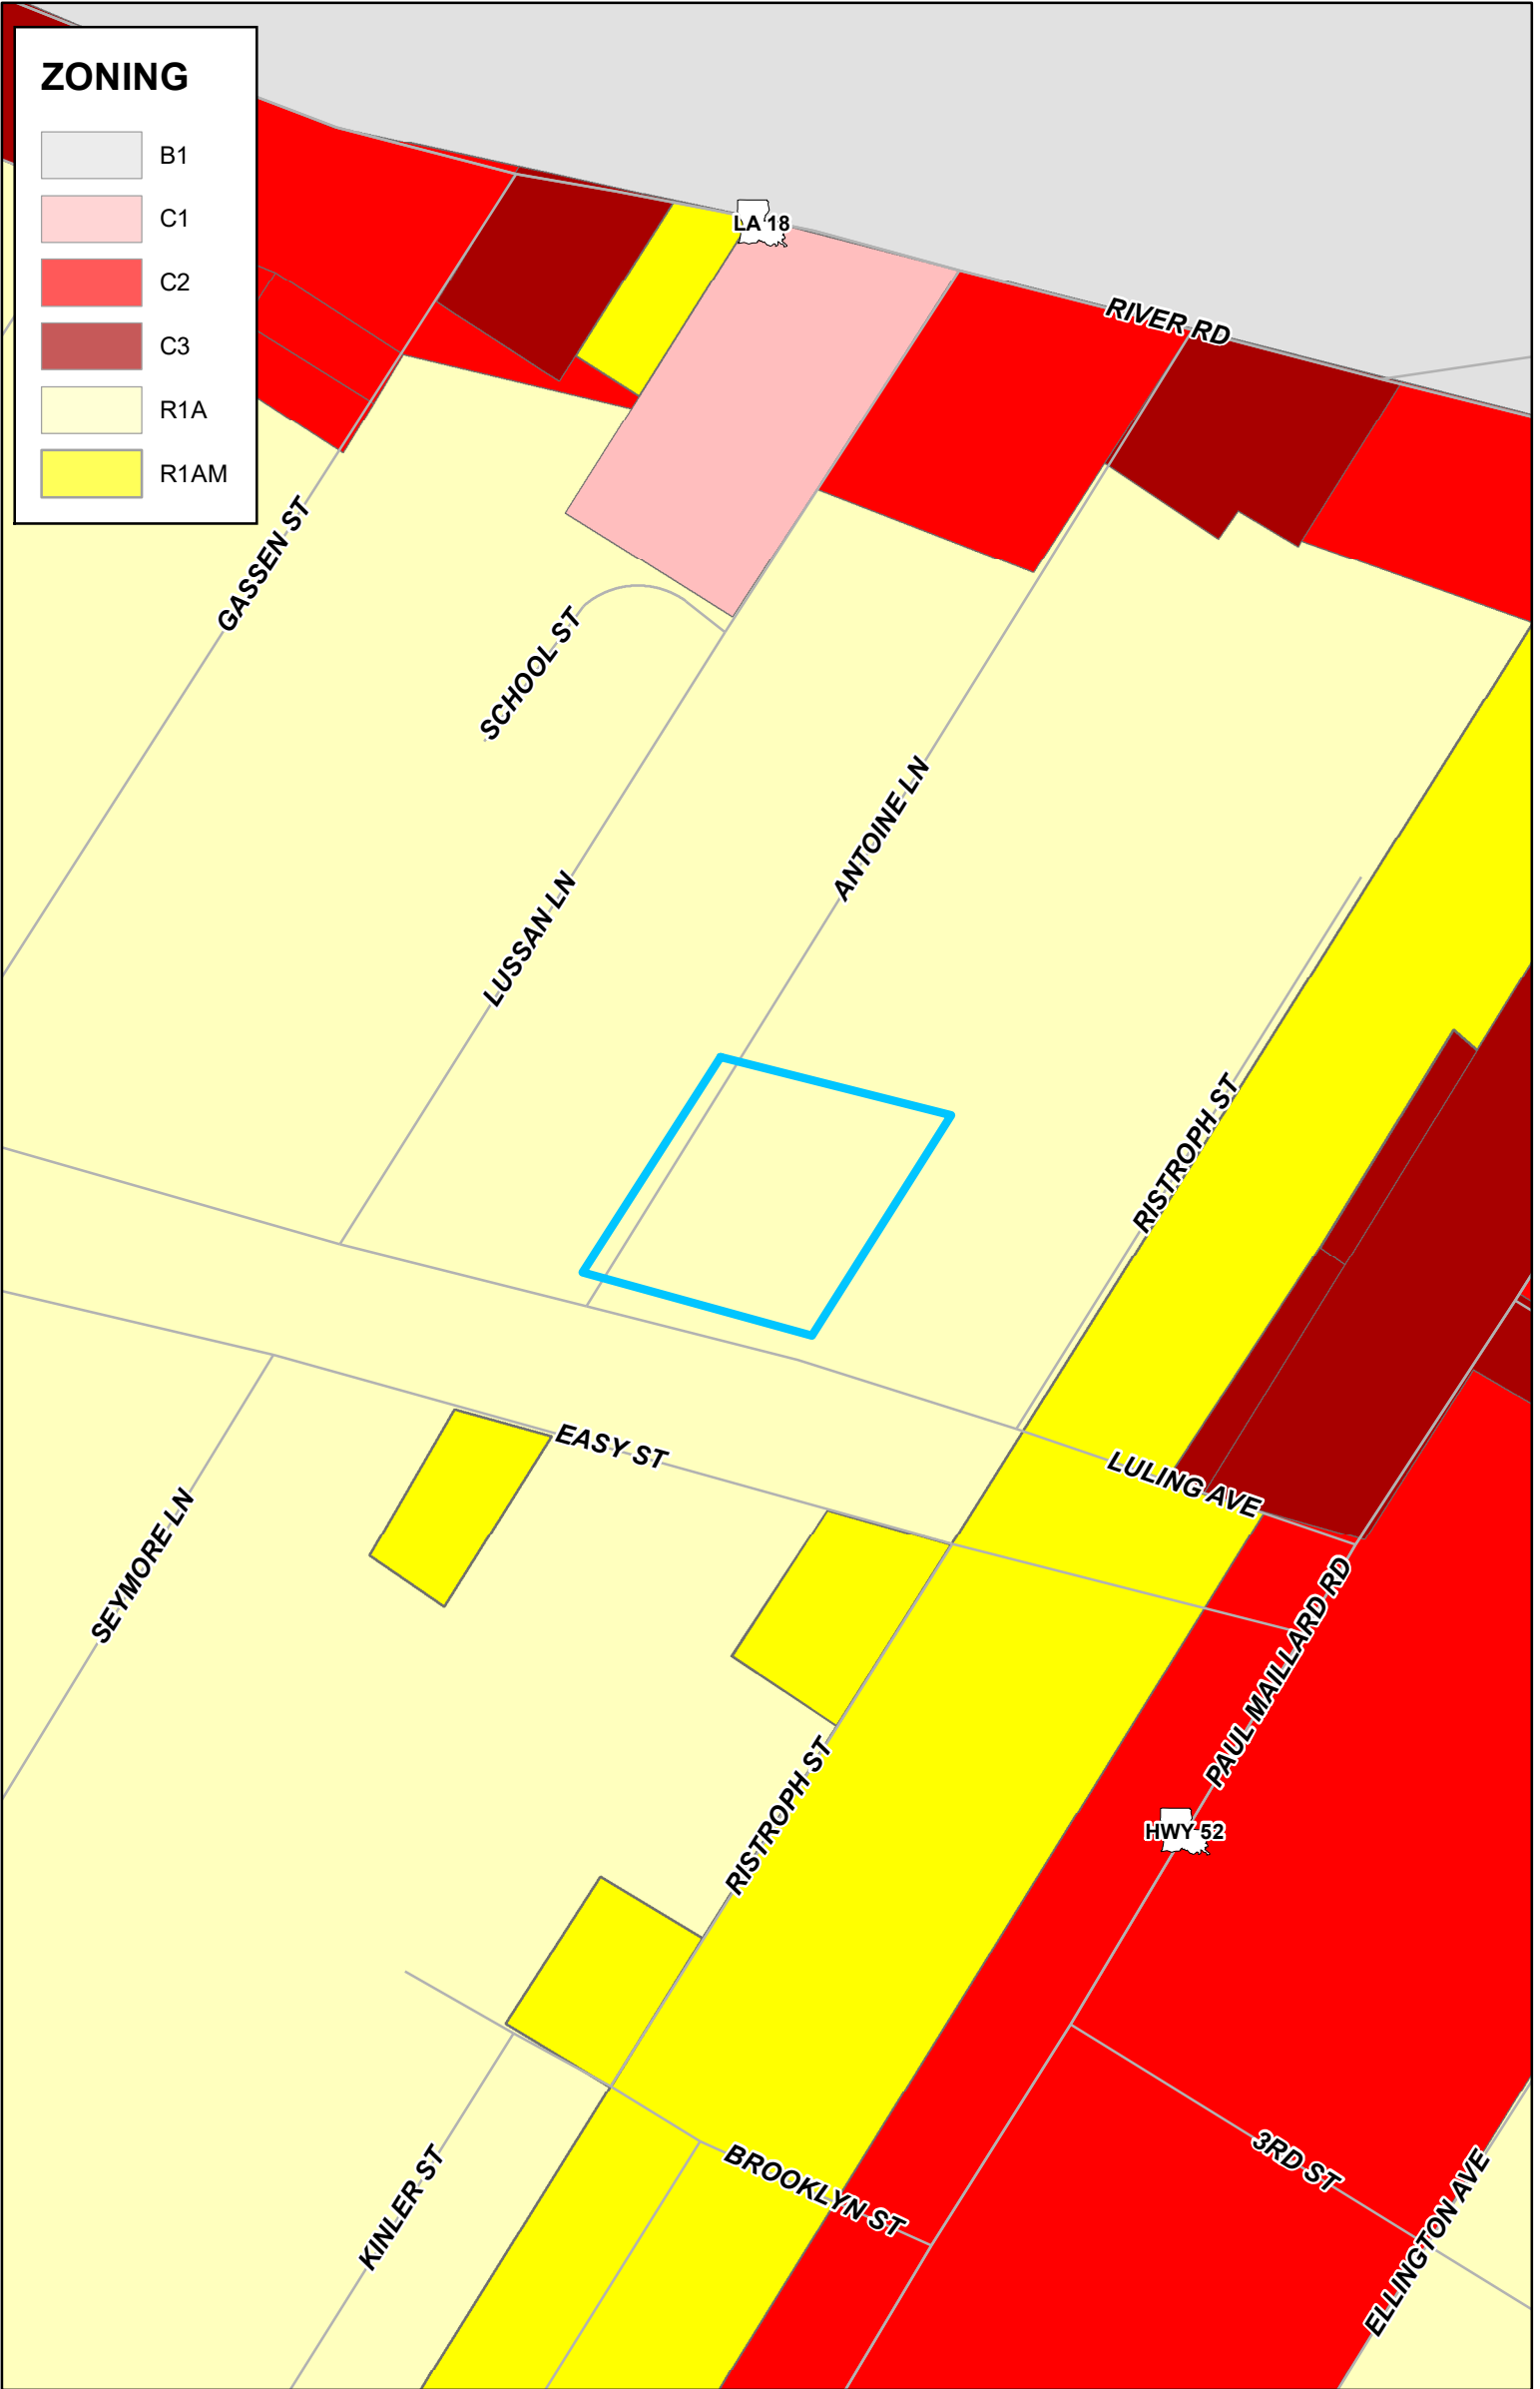 ZONING
B1
C1
C2
C3
R1A
R1AM
LA 18
RIVER RD
GASSEN ST
SCHOOL ST
ANTOINE LN
LUSSAN LN
RISTROPH ST
EASY ST
LULING AVE
SEYMORE LN
PAUL MAILLARD RD
RISTROPH ST
HWY 52
3RD ST
BROOKLYN ST
KINLER ST
ELLINGTON AVE